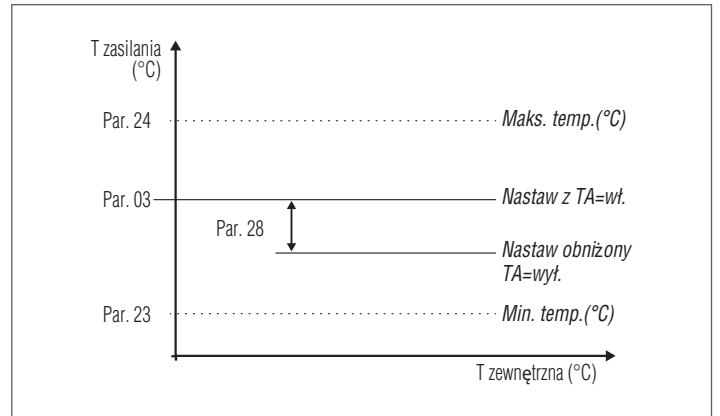 T zasilania
(°C)
Par. 24
Maks. temp.(°C)
Par. 03
Nastaw z TA=wł.
Par. 28
Nastaw obniżony
TA=wył.
Par. 23
Min. temp.(°C)
T zewnętrzna (°C)